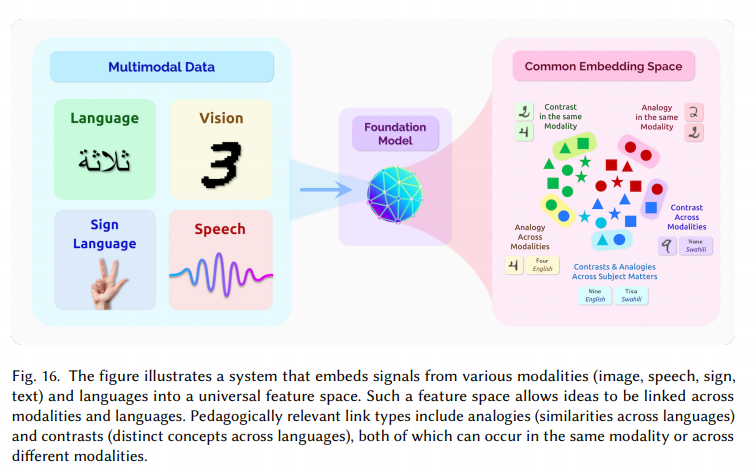 Multimodal Data
Language
ثلاثة
Vision
3
Sign
Language
Speech
Foundation
Model
Common Embedding Space
2
4
Contrast
in the same
Modality
Analogy
in the same
Modality
2
2
Contrast
Across
Modalities
9
Nane
Swahili
Analogy
Across
Modalities
4
Four
English
Contrasts & Analogies
Across Subject Matters
Nine
English
Tisa
Swahili
Fig. 16. The figure illustrates a system that embeds signals from various modalities (image, speech, sign,
text) and languages into a universal feature space. Such a feature space allows ideas to be linked across
modalities and languages. Pedagogically relevant link types include analogies (similarities across languages)
and contrasts (distinct concepts across languages), both of which can occur in the same modality or across
different modalities.